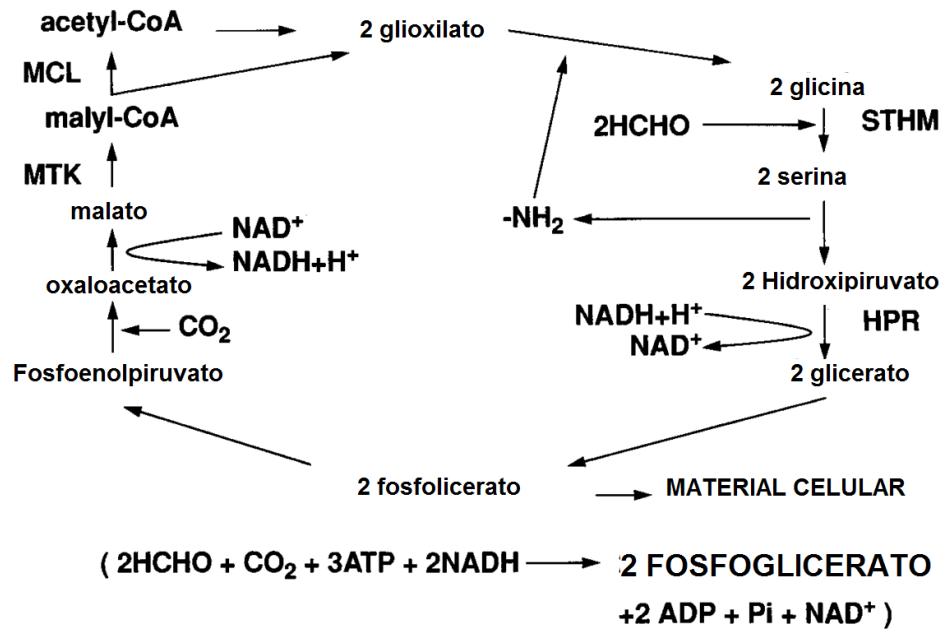 acetyl-CoA
2 glioxilato
MCL
2 glicina
malyl-CoA
2HCHO
STHM
MTK
2 serina
malato
NAD+
-NH2
NADH+H+
oxaloacetato
2 Hidroxipiruvato
CO2
NADH+H+
HPR
NAD+
Fosfoenolpiruvato
2 glicerato
2 fosfolicerato
MATERIAL CELULAR
( 2HCHO + CO2 + 3ATP + 2NADH 2 FOSFOGLICERATO
+2 ADP + Pi + NAD+ )